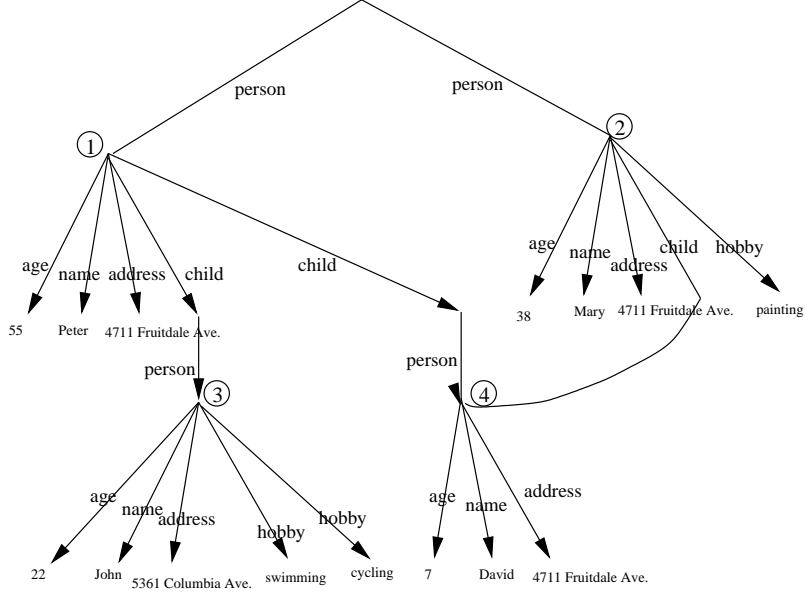 person
person
1
2
age
name
address
child
child
age
name
address
child
hobby
55
Peter
4711 Fruitdale Ave.
38
Mary
4711 Fruitdale Ave.
painting
person
person
3
4
age
name
address
hobby
hobby
age
name
address
22
John
5361 Columbia Ave.
swimming
cycling
7
David
4711 Fruitdale Ave.